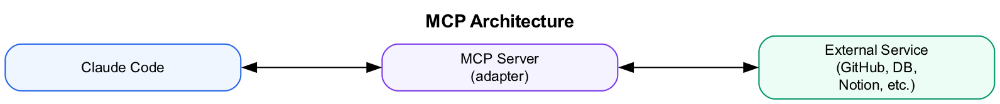 MCP Architecture
Claude Code
MCP Server
(adapter)
External Service
(GitHub, DB,
Notion, etc.)